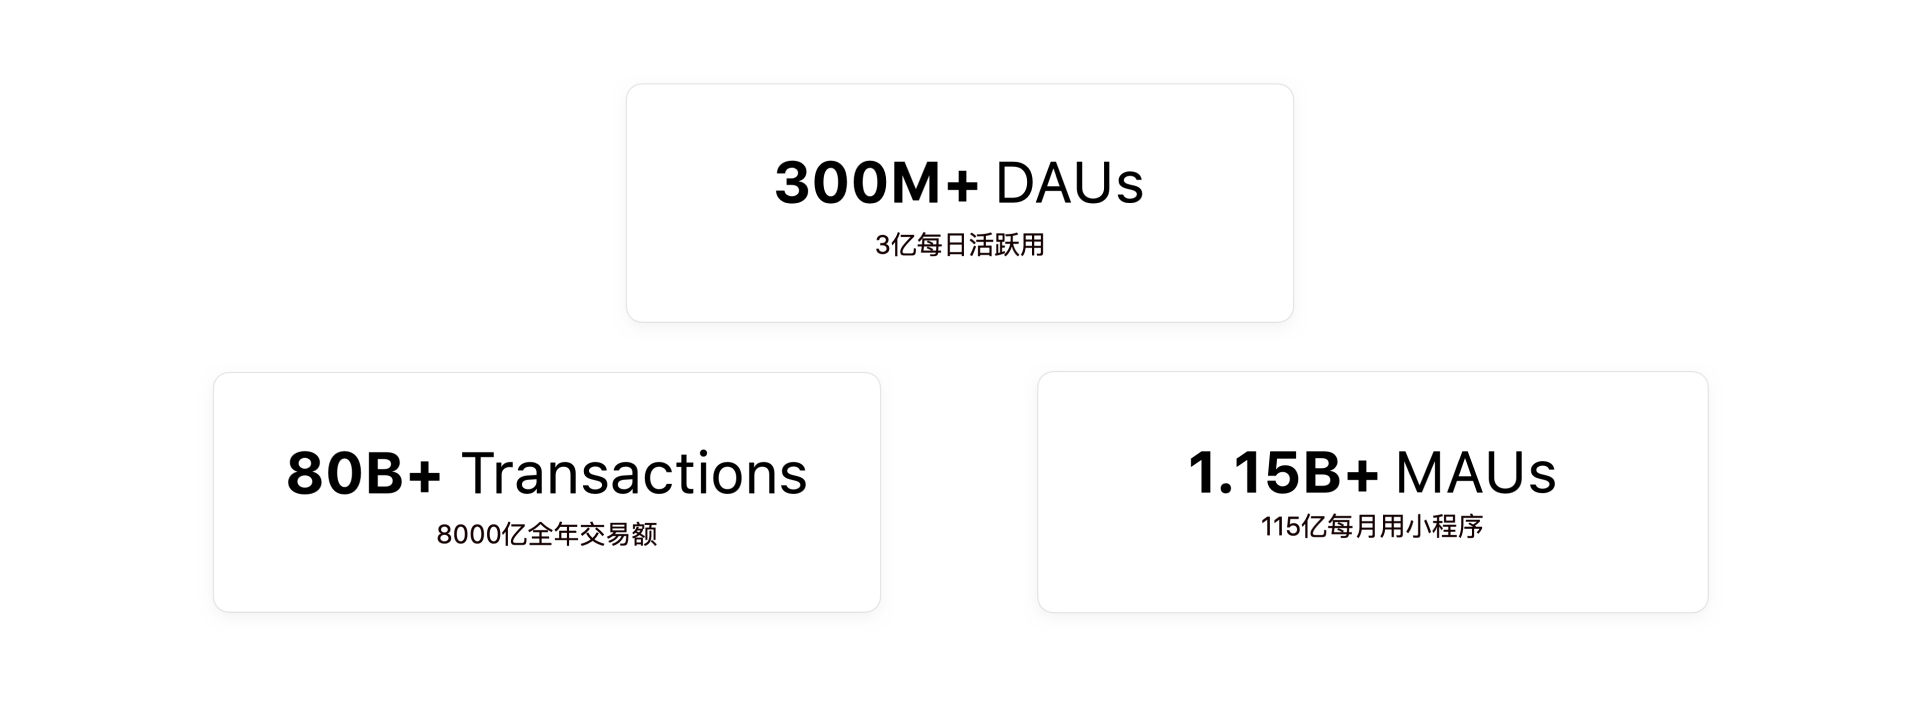 300M+ DAUs
3亿每日活跃用
80B+ Transactions
8000亿全年交易额
1.15B+ MAUs
115亿每月用小程序